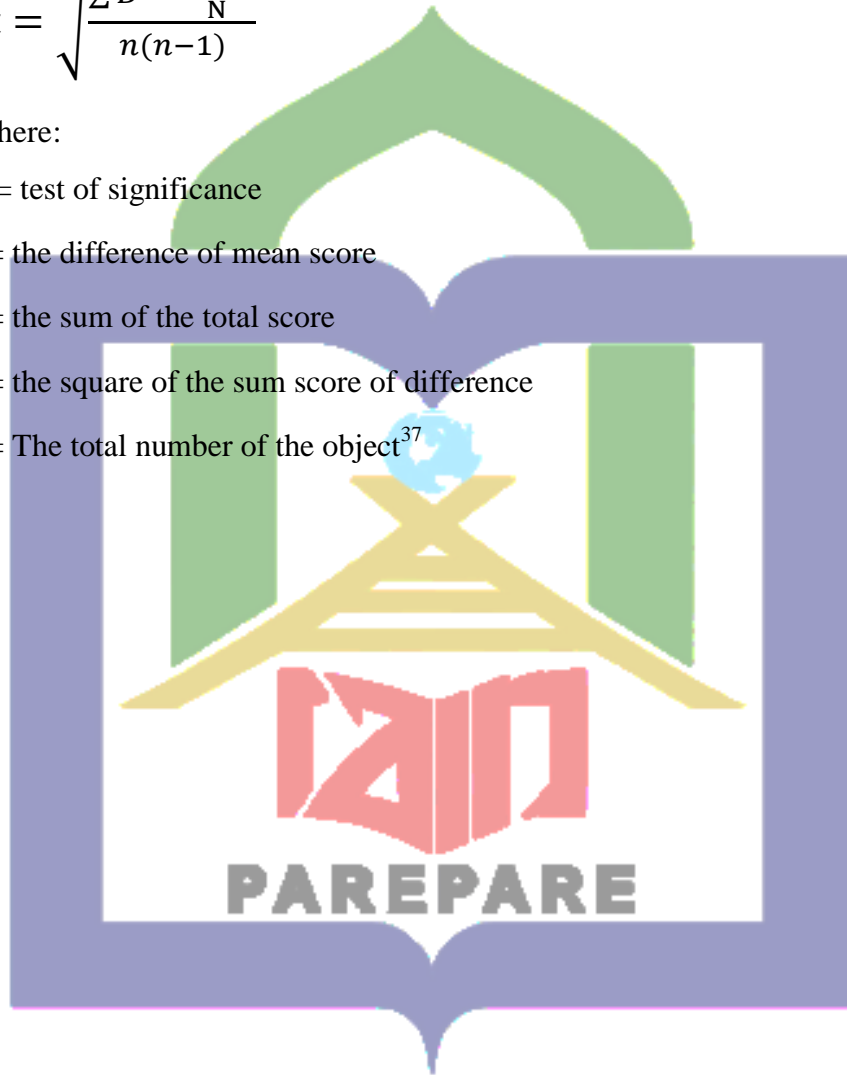 = √ Σ D N
n(n−1)
here:
= test of significance
= the difference of mean score
= the sum of the total score
= the square of the sum score of difference
= The total number of the object37
iain
PAREPARE